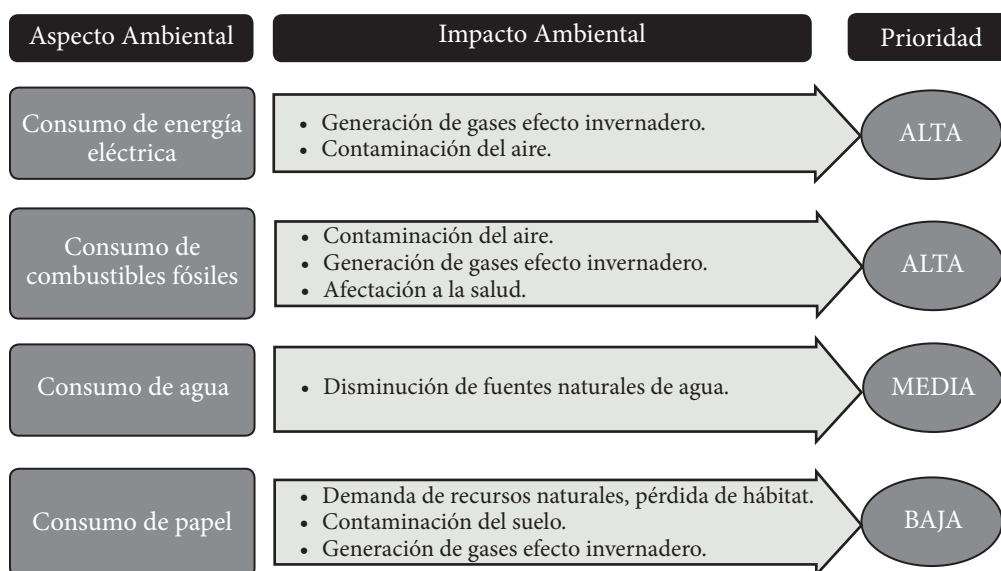 Aspecto Ambiental
Impacto Ambiental
Prioridad
Consumo de energía
eléctrica
• Generación de gases efecto invernadero.
• Contaminación del aire.
ALTA
Consumo de
combustibles fósiles
• Contaminación del aire.
• Generación de gases efecto invernadero.
• Afectación a la salud.
ALTA
Consumo de agua
• Disminución de fuentes naturales de agua.
MEDIA
Consumo de papel
• Demanda de recursos naturales, pérdida de hábitat.
• Contaminación del suelo.
• Generación de gases efecto invernadero.
BAJA